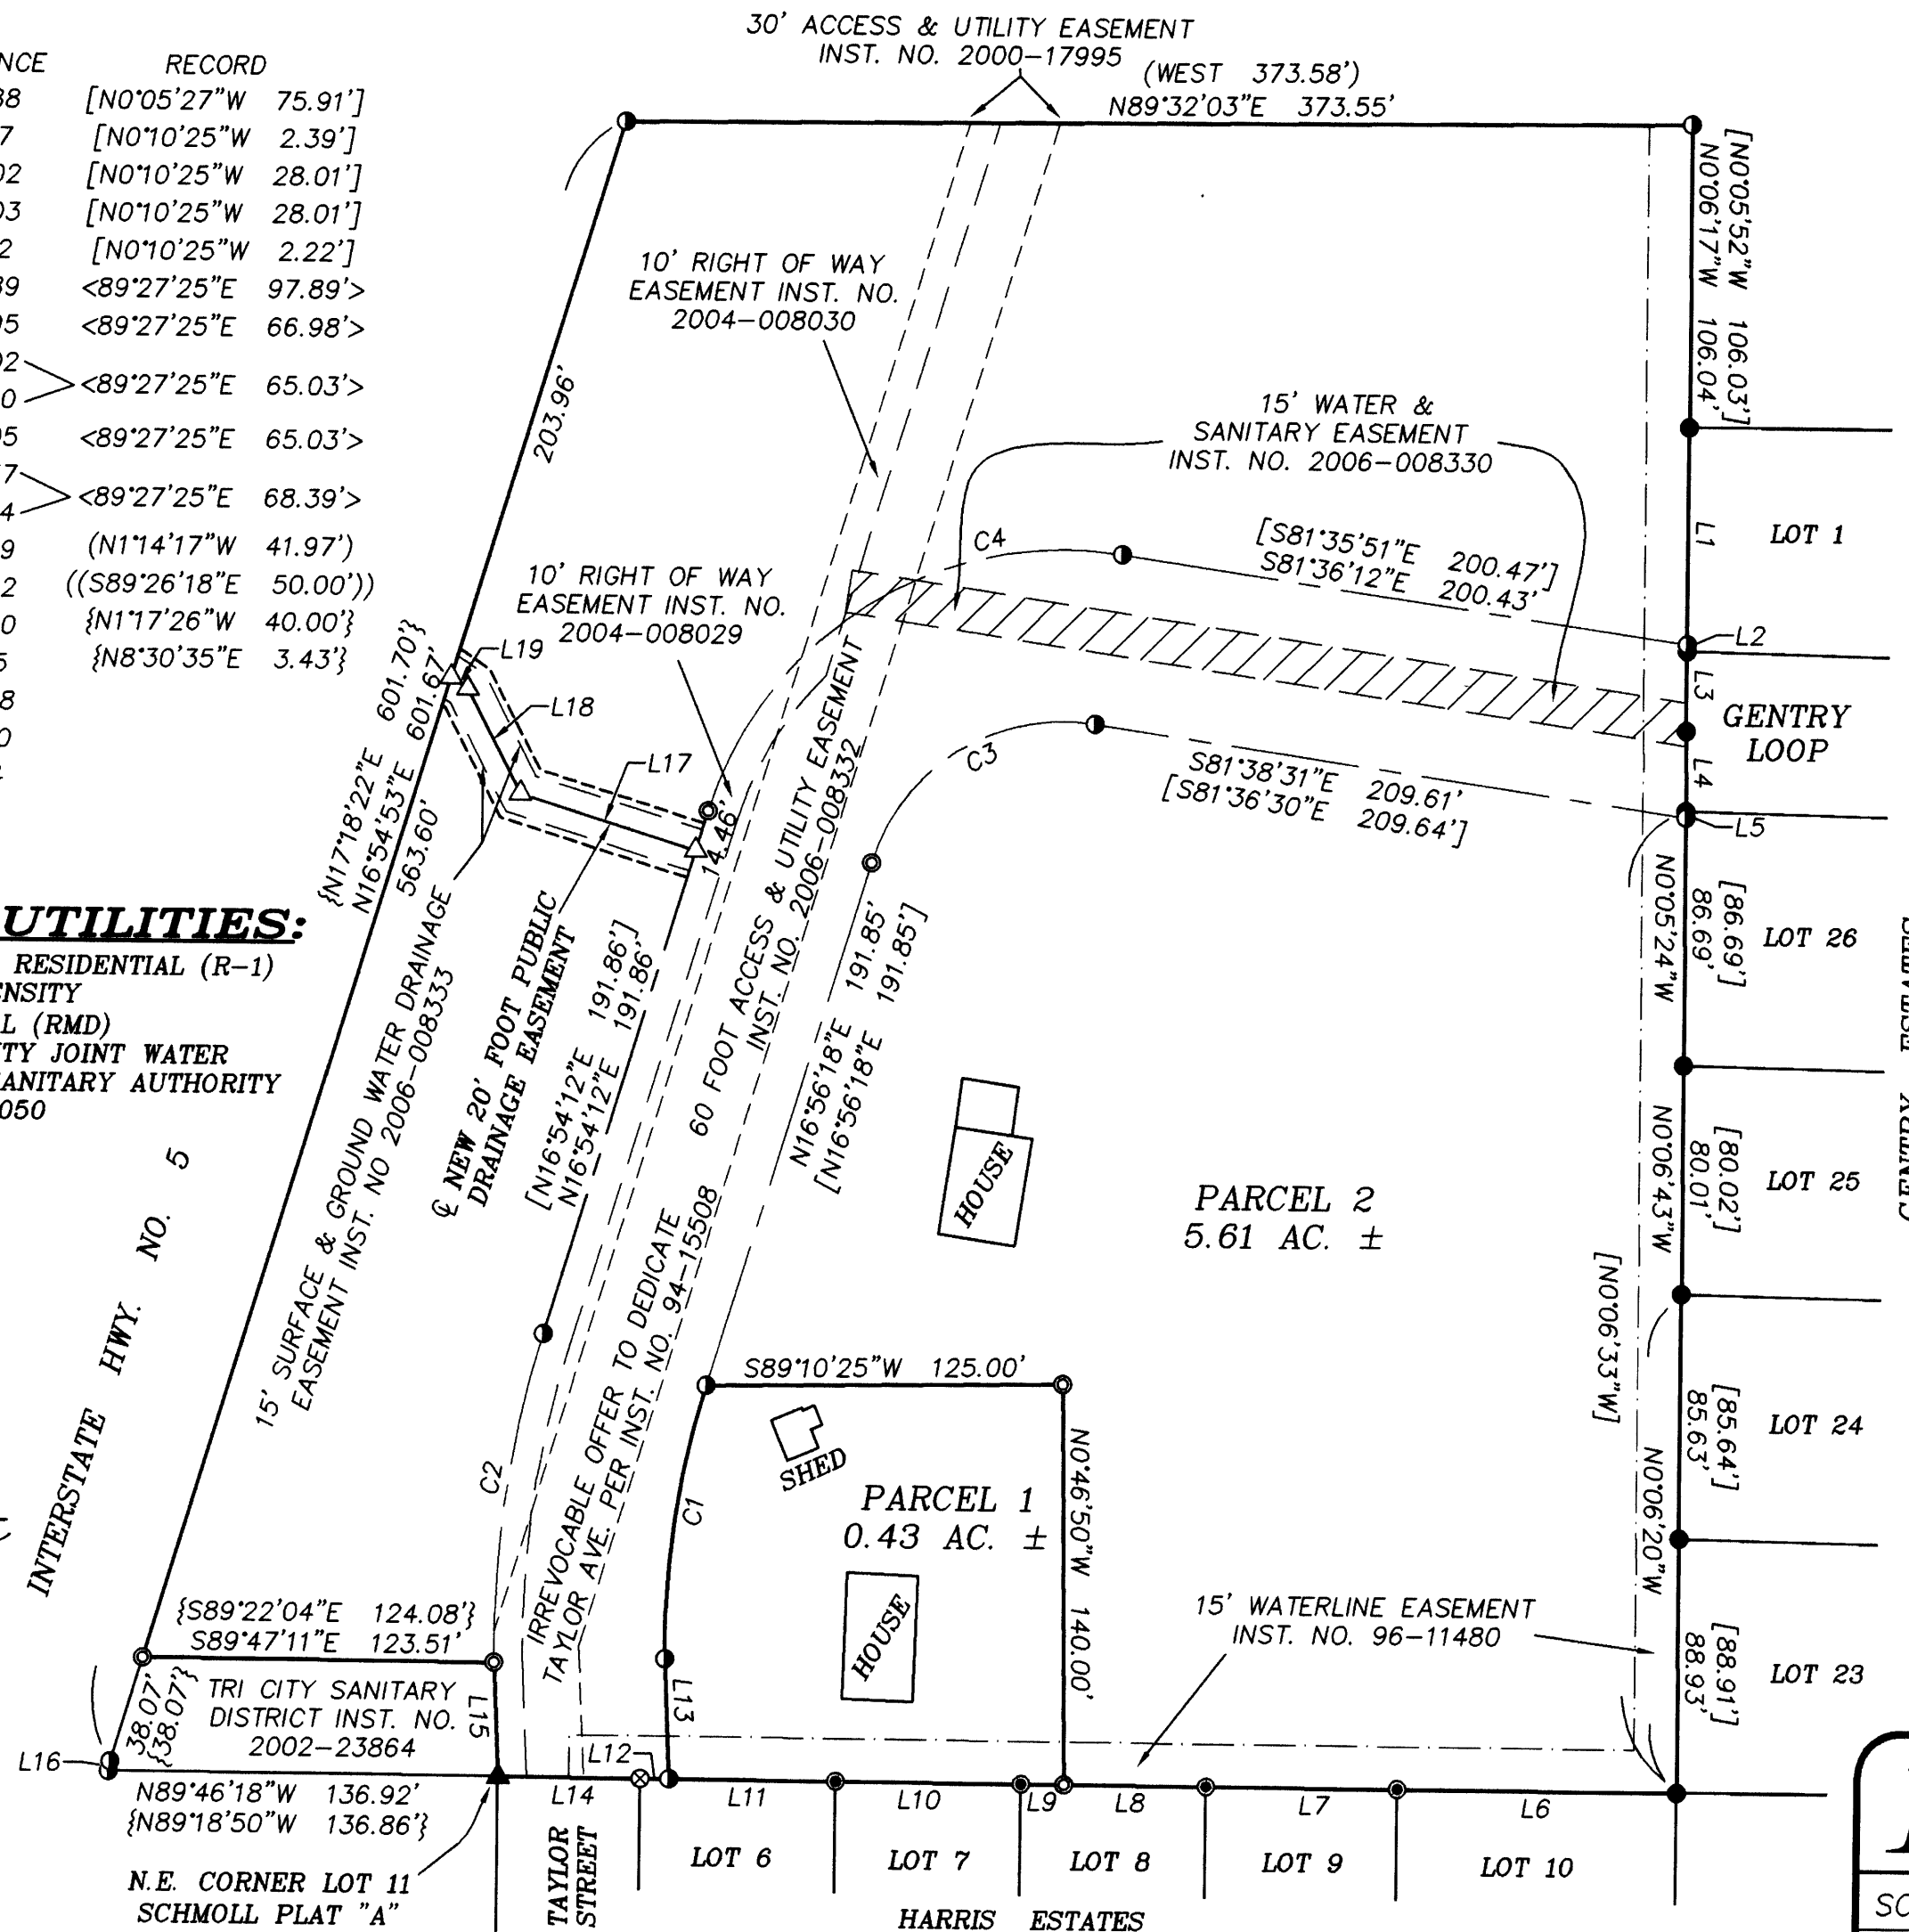 30' ACCESS & UTILITY EASEMENT
INST. NO. 2000-17995
(WEST 373.58')
N89°32'03"E 373.55'
NCE RECORD
38 [N0°05'27"W 75.91']
7 [N0°10'25"W 2.39']
02 [N0°10'25"W 28.01']
03 [N0°10'25"W 28.01']
2 [N0°10'25"W 2.22']
89 <89°27'25"E 97.89'>
95 <89°27'25"E 66.98'>
02
0 <89°27'25"E 65.03'>
05 <89°27'25"E 65.03'>
7
4 <89°27'25"E 68.39'>
9 (N1°14'17"W 41.97')
2 ((S89°26'18"E 50.00'))
0 {N1°17'26"W 40.00'}
5 {N8°30'35"E 3.43'}
8
0
[N0°05'52"W 106.03']
N0°06'17"W 106.04'
10' RIGHT OF WAY
EASEMENT INST. NO.
2004-008030
203.96'
15' WATER &
SANITARY EASEMENT
INST. NO. 2006-008330
L1
LOT 1
C4
[S81°35'51"E 200.47']
S81°36'12"E 200.43'
10' RIGHT OF WAY
EASEMENT INST. NO.
2004-008029
L2
L19
L18
L3
GENTRY
LOOP
L17
C3
L4
S81°38'31"E 209.61'
[S81°36'30"E 209.64']
L5
14.46'
{N17°18'22"E 601.70'}
N16°54'53"E 601.67'
563.60'
60 FOOT ACCESS & UTILITY EASEMENT
INST. NO. 2006-008332
N0°05'24"W
[86.69']
86.69'
LOT 26
UTILITIES:
RESIDENTIAL (R-1)
ENSITY
L (RMD)
TY JOINT WATER
SANITARY AUTHORITY
050
15' SURFACE & GROUND WATER DRAINAGE
EASEMENT INST. NO 2006-008333
℄ NEW 20' FOOT PUBLIC
DRAINAGE EASEMENT
[N16°54'12"E 191.86']
N16°54'12"E 191.86'
N16°56'18"E 191.85'
[N16°56'18"E 191.85']
HOUSE
PARCEL 2
5.61 AC. ±
N0°06'43"W
[80.02']
80.01'
LOT 25
INTERSTATE HWY. NO. 5
[N0°06'33"W]
[85.64']
85.63'
LOT 24
IRREVOCABLE OFFER TO DEDICATE
TAYLOR AVE. PER INST. NO. 94-15508
S89°10'25"W 125.00'
C2
C1
SHED
PARCEL 1
0.43 AC. ±
N0°46'50"W 140.00'
HOUSE
N0°06'20"W
15' WATERLINE EASEMENT
INST. NO. 96-11480
[88.91']
88.93'
LOT 23
{S89°22'04"E 124.08'}
S89°47'11"E 123.51'
38.07'
{38.07'}
TRI CITY SANITARY
DISTRICT INST. NO.
2002-23864
L15
L13
L16
L12
N89°46'18"W 136.92'
{N89°18'50"W 136.86'}
L14
L11
L10
L9
L8
L7
L6
TAYLOR
STREET
LOT 6
LOT 7
LOT 8
LOT 9
LOT 10
N.E. CORNER LOT 11
SCHMOLL PLAT "A"
HARRIS ESTATES
SC